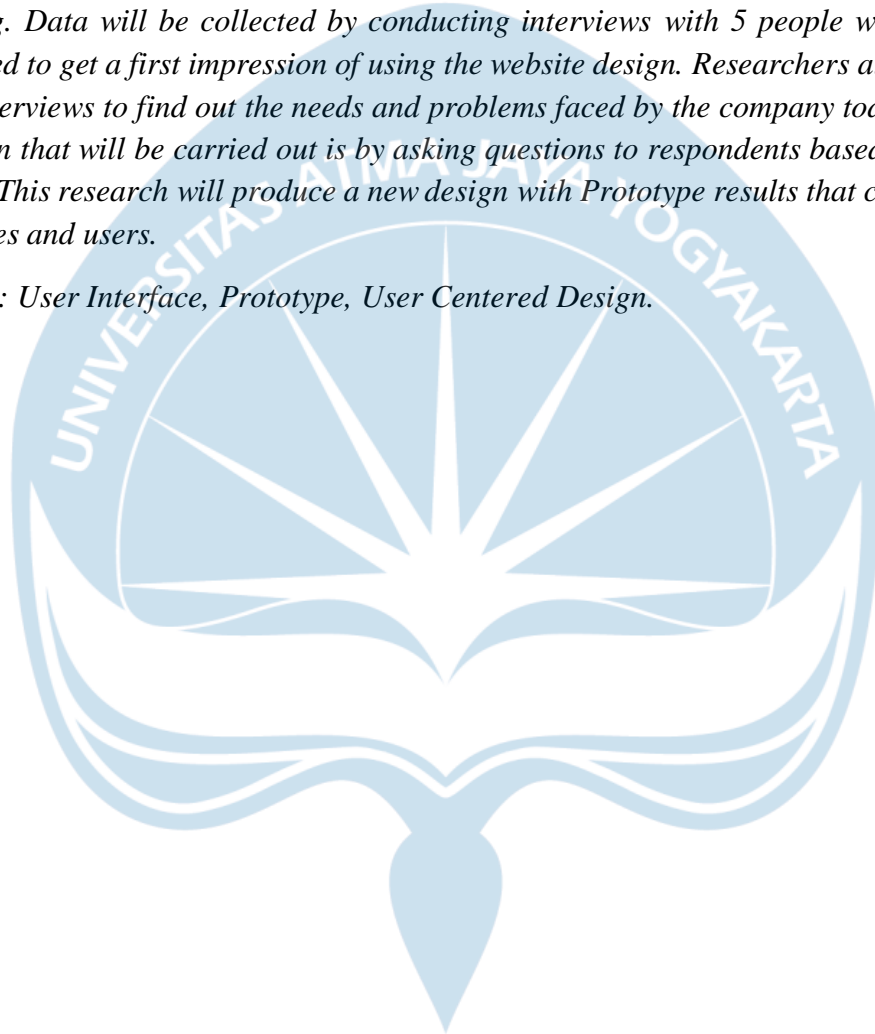 g. Data will be collected by conducting interviews with 5 people w
ed to get a first impression of using the website design. Researchers a
erviews to find out the needs and problems faced by the company too
n that will be carried out is by asking questions to respondents based
This research will produce a new design with Prototype results that c
es and users.
: User Interface, Prototype, User Centered Design.
UNIVERSITAS ATMA JAYA YOGYAKARTA